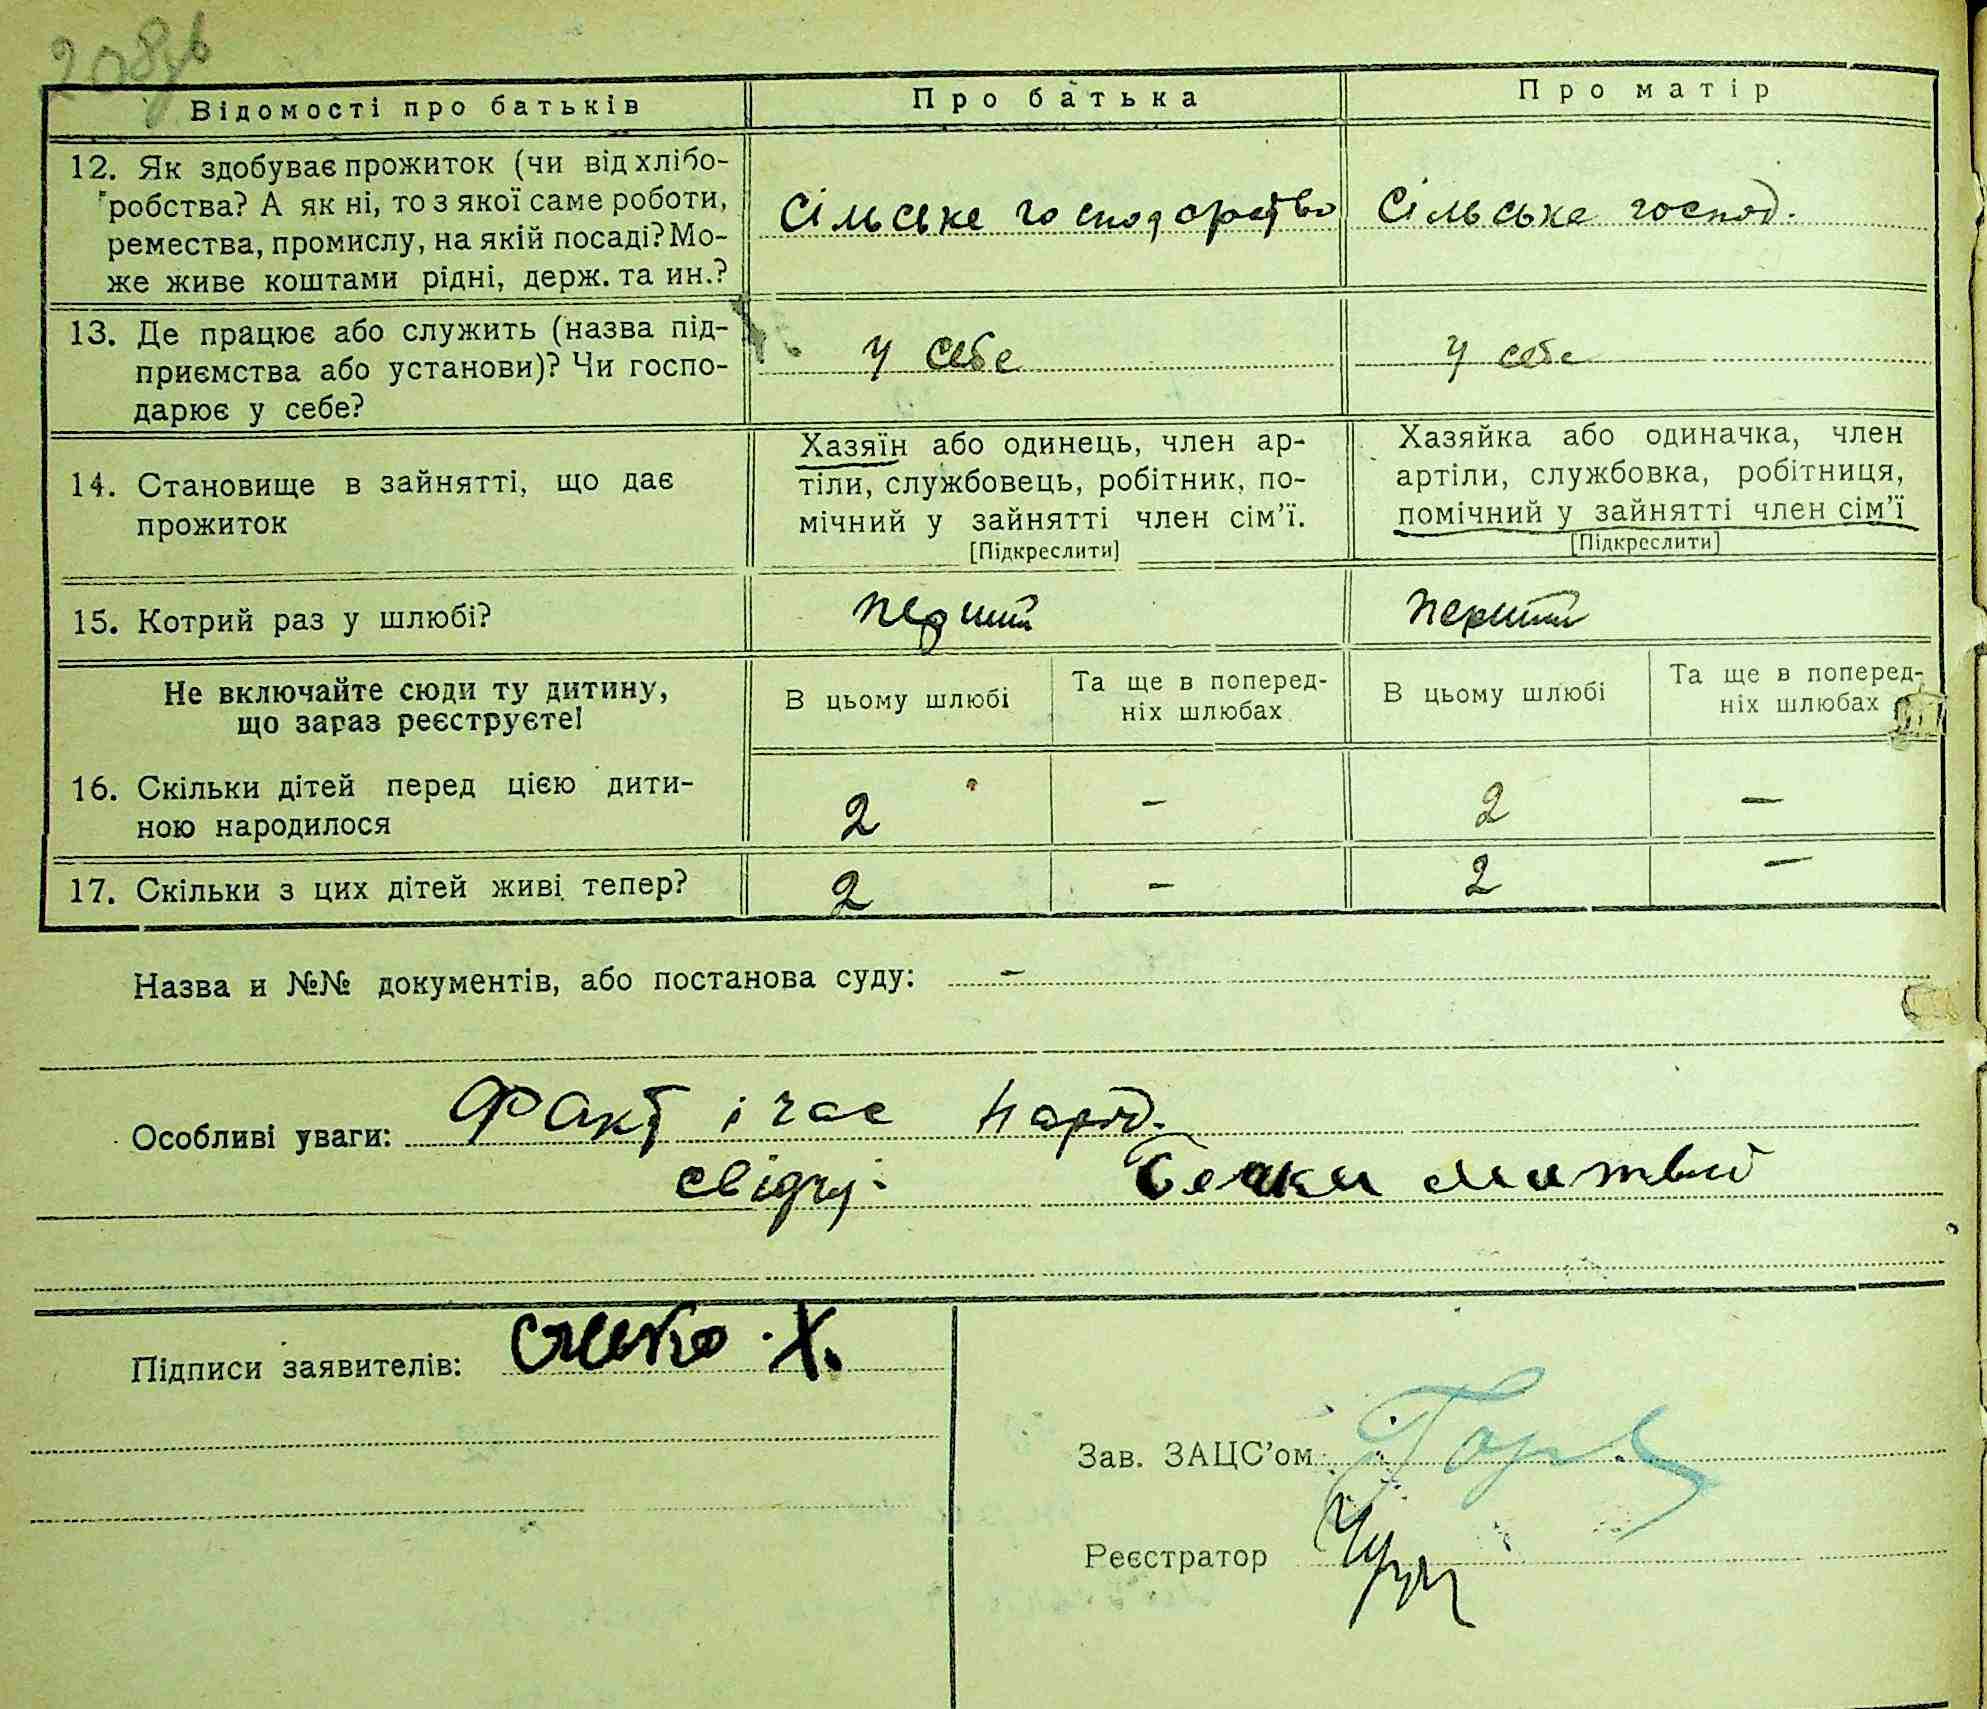 208зв
Відомості про батьків
Про батька
Про матір
12. Як здобуває прожиток (чи від хлібо-
робства? А як ні, то з якої саме роботи,
ремества, промислу, на якій посаді? Мо-
же живе коштами рідні, держ. та ин.?
Сільське господарство
Сільське господ.
13. Де працює або служить (назва під-
приємства або установи)? Чи госпо-
дарює у себе?
у себе
у себе
14. Становище в зайнятті, що дає
прожиток
Хазяїн або одинець, член ар-
тіли, службовець, робітник, по-
мічний у зайнятті член сім'ї.
[Підкреслити]
Хазяйка або одиначка, член
артіли, службовка, робітниця,
помічний у зайнятті член сім'ї
[Підкреслити]
15. Котрий раз у шлюбі?
перший
перший
Не включайте сюди ту дитину,
що зараз реєструєте!
В цьому шлюбі
Та ще в поперед-
ніх шлюбах
В цьому шлюбі
Та ще в поперед-
ніх шлюбах
16. Скільки дітей перед цією дити-
ною народилося
2 - 2 -
17. Скільки з цих дітей живі тепер?
2 - 2 -
Назва и №№ документів, або постанова суду: -
Особливі уваги: Факт і час народ.
свідч:
Підписи заявителів: Х.
Зав. ЗАЦС'ом
Реєстратор